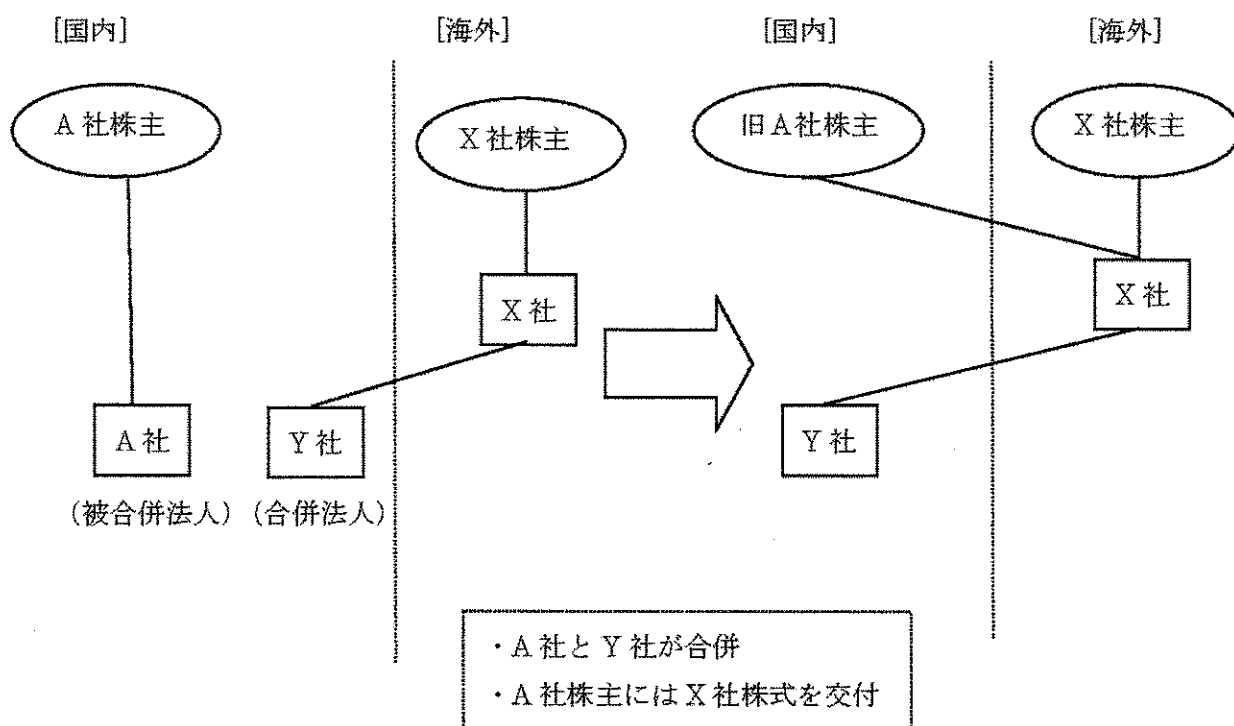 [国内]
[海外]
[国内]
[海外]
A社株主
X社株主
旧A社株主
X社株主
X社
X社
A社
Y社
Y社
(被合併法人)
(合併法人)
・A社とY社が合併
・A社株主にはX社株式を交付